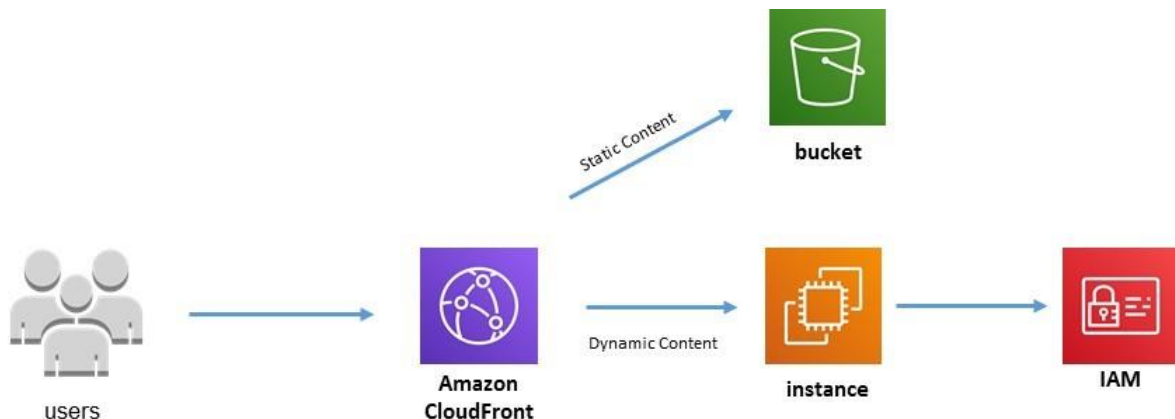 bucket
Static Content
Dynamic Content
users
Amazon
CloudFront
instance
IAM